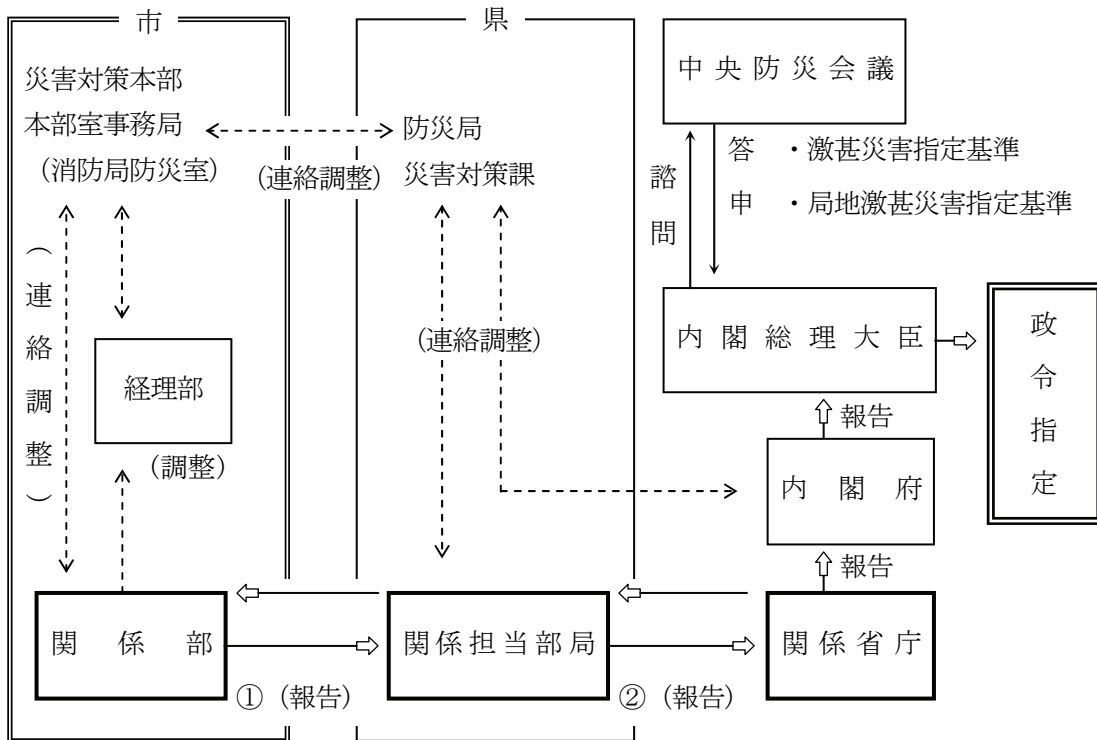 市
災害対策本部
本部室事務局
（消防局防災室）
（連絡調整）
経理部
（調整）
関係部
①（報告）
県
防災局
災害対策課
（連絡調整）
（連絡調整）
関係担当部局
②（報告）
中央防災会議
諮問
答申
・激甚災害指定基準
・局地激甚災害指定基準
内閣総理大臣
政令指定
報告
内閣府
報告
関係省庁